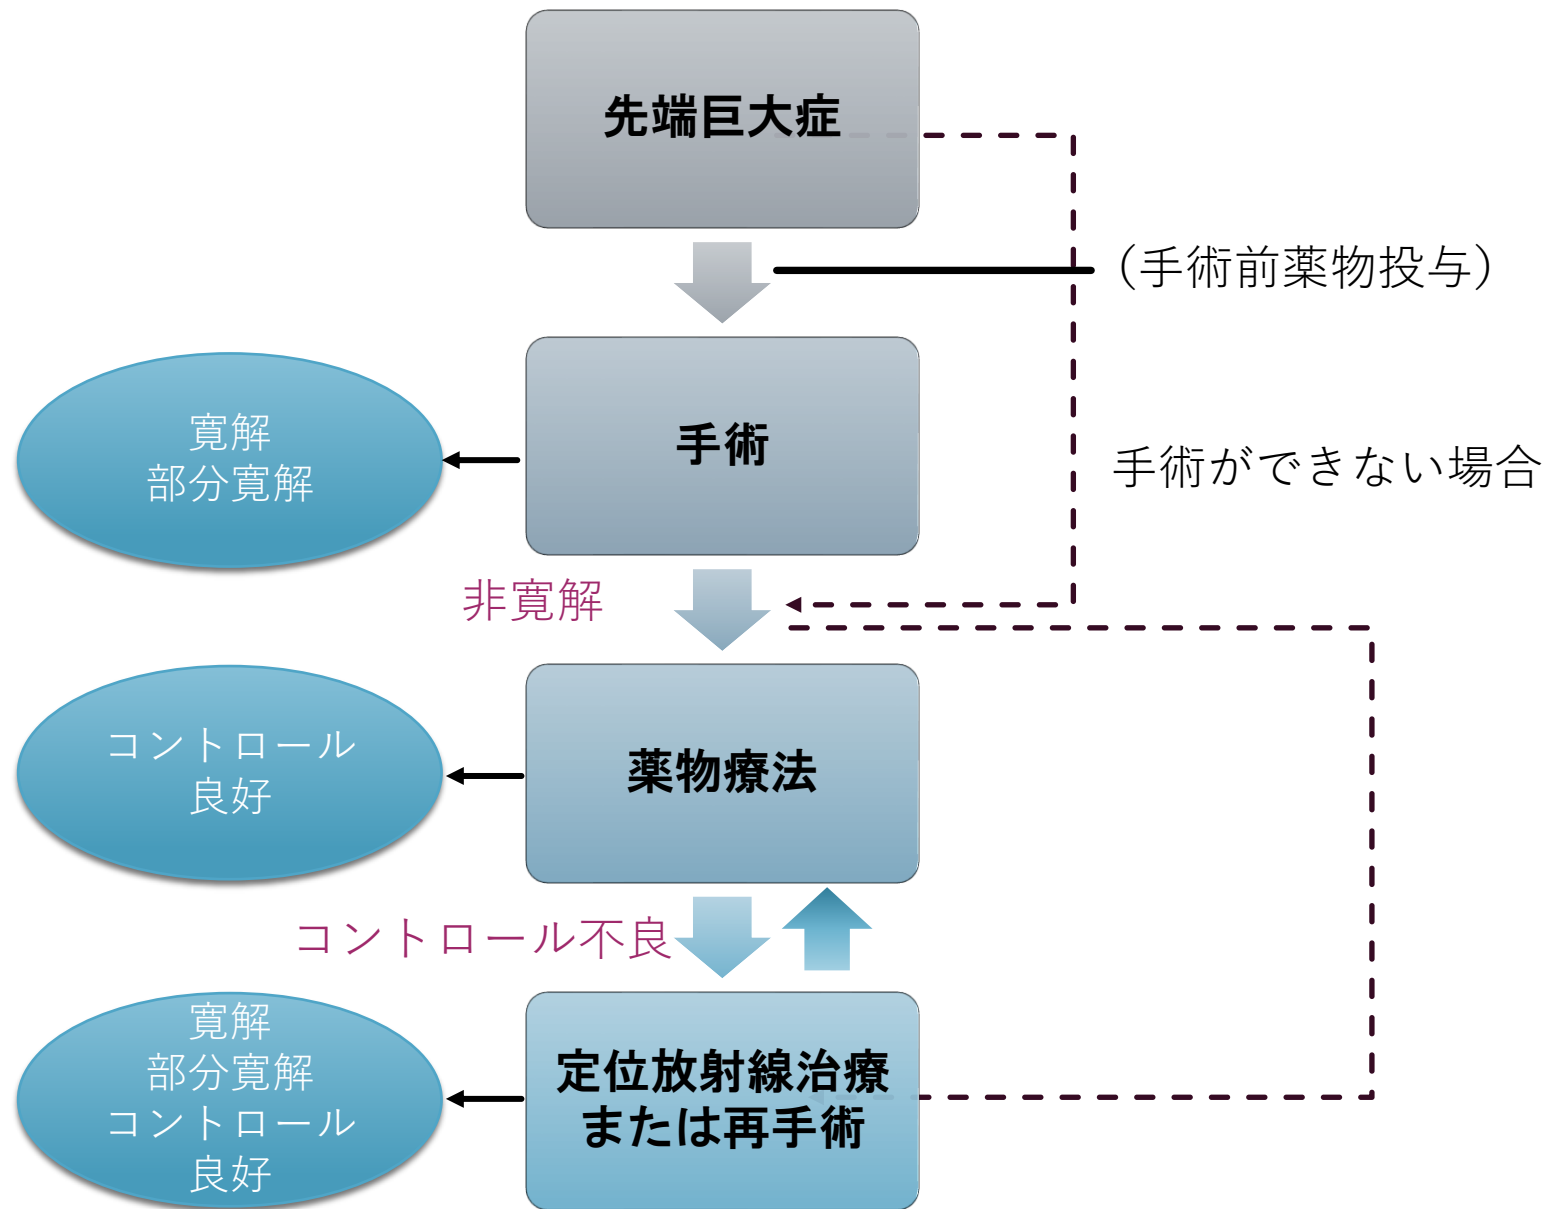 先端巨大症
（手術前薬物投与）
手術
寛解
部分寛解
手術ができない場合
非寛解
薬物療法
コントロール
良好
コントロール不良
定位放射線治療
または再手術
寛解
部分寛解
コントロール
良好